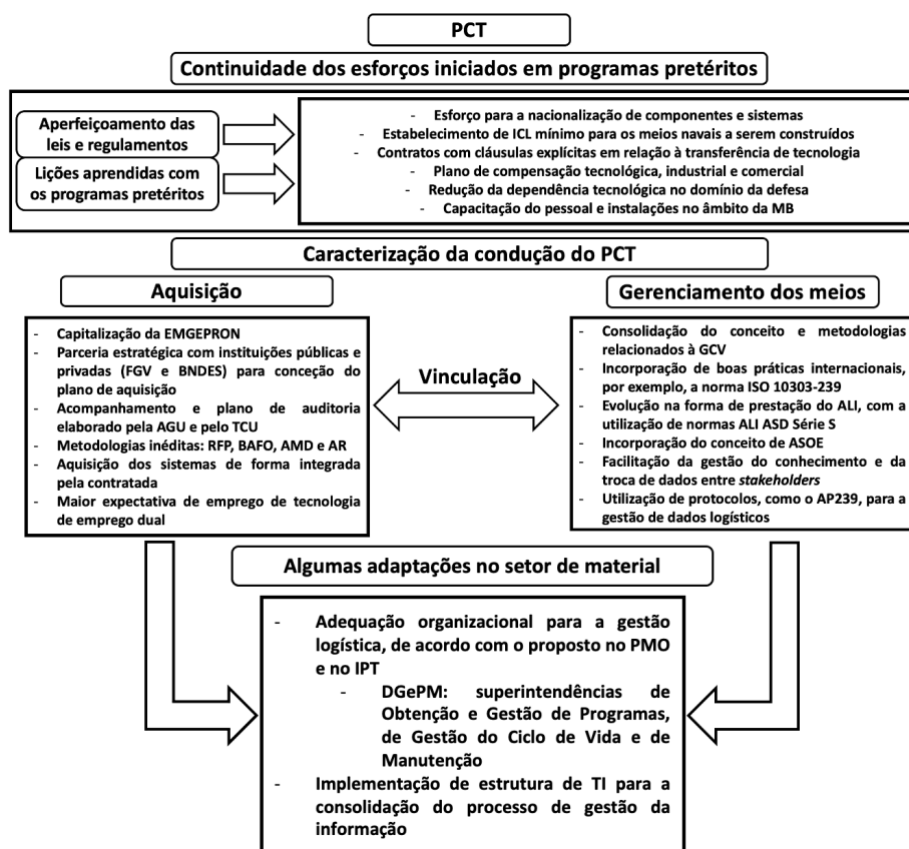 PCT
Continuidade dos esforços iniciados em programas pretéritos
Aperfeiçoamento das
leis e regulamentos
Lições aprendidas com
os programas pretéritos
- Esforço para a nacionalização de componentes e sistemas
- Estabelecimento de ICL mínimo para os meios navais a serem construídos
- Contratos com cláusulas explícitas em relação à transferência de tecnologia
- Plano de compensação tecnológica, industrial e comercial
- Redução da dependência tecnológica no domínio da defesa
- Capacitação do pessoal e instalações no âmbito da MB
Caracterização da condução do PCT
Aquisição
- Capitalização da EMGEPRON
- Parceria estratégica com instituições públicas e
privadas (FGV e BNDES) para conceção do
plano de aquisição
- Acompanhamento e plano de auditoria
elaborado pela AGU e pelo TCU
- Metodologias inéditas: RFP, BAFO, AMD e AR
- Aquisição dos sistemas de forma integrada
pela contratada
- Maior expectativa de emprego de tecnologia
de emprego dual
Vinculação
Gerenciamento dos meios
- Consolidação do conceito e metodologias
relacionados à GCV
- Incorporação de boas práticas internacionais,
por exemplo, a norma ISO 10303-239
- Evolução na forma de prestação do ALI, com a
utilização de normas ALI ASD Série S
- Incorporação do conceito de ASOE
- Facilitação da gestão do conhecimento e da
troca de dados entre stakeholders
- Utilização de protocolos, como o AP239, para a
gestão de dados logísticos
Algumas adaptações no setor de material
- Adequação organizacional para a gestão
logística, de acordo com o proposto no PMO
e no IPT
- DGePM: superintendências de
Obtenção e Gestão de Programas,
de Gestão do Ciclo de Vida e de
Manutenção
- Implementação de estrutura de TI para a
consolidação do processo de gestão da
informação